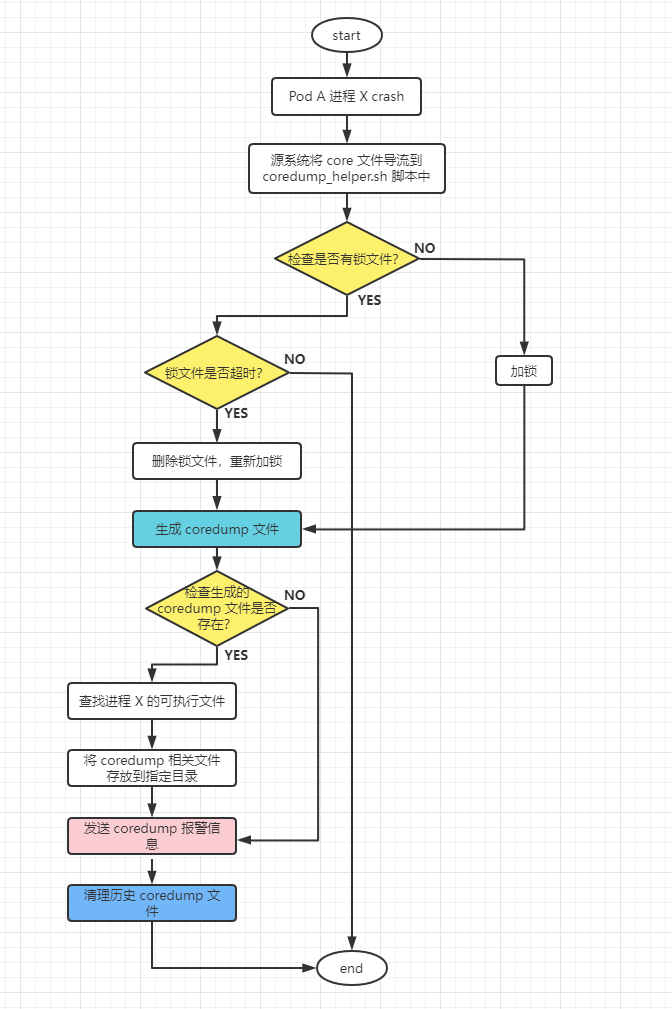 start
Pod A 进程 X crash
源系统将 core 文件导流到
coredump_helper.sh 脚本中
检查是否有锁文件?
NO
YES
锁文件是否超时?
NO
加锁
YES
删除锁文件，重新加锁
生成 coredump 文件
检查生成的
coredump 文件是否
存在?
NO
YES
查找进程 X 的可执行文件
将 coredump 相关文件
存放到指定目录
发送 coredump 报警信
息
清理历史 coredump 文
件
end